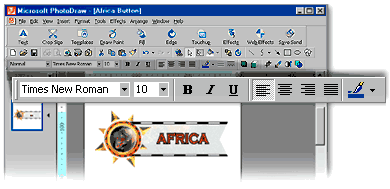 Microsoft PhotoDraw - [Africa Button]
File Edit View Insert Format Tools Effects Arrange Window Help
Text Crop Size Templates Draw Paint Fill Edge Touchup Effects Web Effects Save Send
Normal Times New Roman 10 B I U
Times New Roman 10 B I U
AFRICA